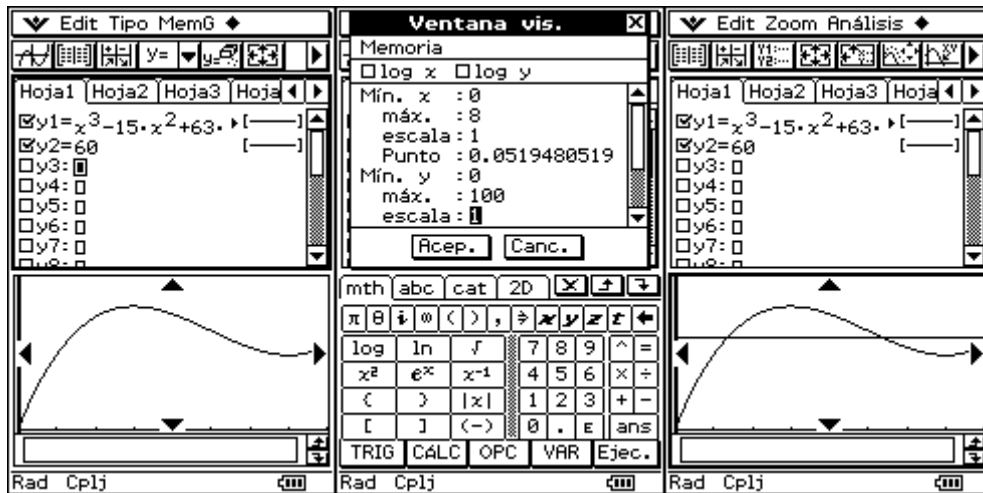 Edit Tipo MemG
y=
Hoja1 Hoja2 Hoja3 Hoja
y1=x³-15·x²+63· [—]
y2=60 [—]
y3:
y4:
y5:
y6:
y7:
y8:
Rad Cplj
Ventana vis.
Memoria
log x log y
Mín. x :0
máx. :8
escala :1
Punto :0.0519480519
Mín. y :0
máx. :100
escala :1
Acep. Canc.
mth abc cat 2D
π θ i ∞ ( ) , ⇒ x y z t ←
log ln √ 7 8 9 ^ =
x² eˣ x⁻¹ 4 5 6 × ÷
( ) |x| 1 2 3 + -
[ ] (-) 0 . E ans
TRIG CÁLC OPC VAR Ejec.
Rad Cplj
Edit Zoom Análisis
Hoja1 Hoja2 Hoja3 Hoja
y1=x³-15·x²+63· [—]
y2=60 [—]
y3:
y4:
y5:
y6:
y7:
y8:
Rad Cplj